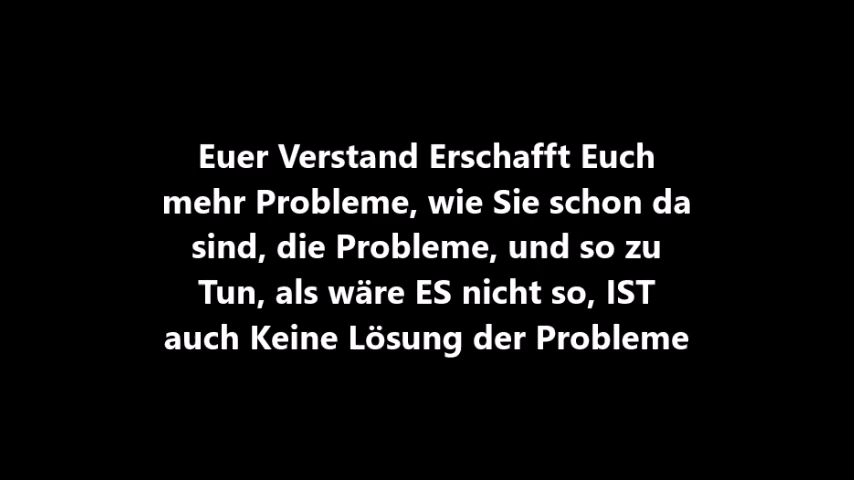 Euer Verstand Erschafft Euch
mehr Probleme, wie Sie schon da
sind, die Probleme, und so zu
Tun, als wäre ES nicht so, IST
auch Keine Lösung der Probleme